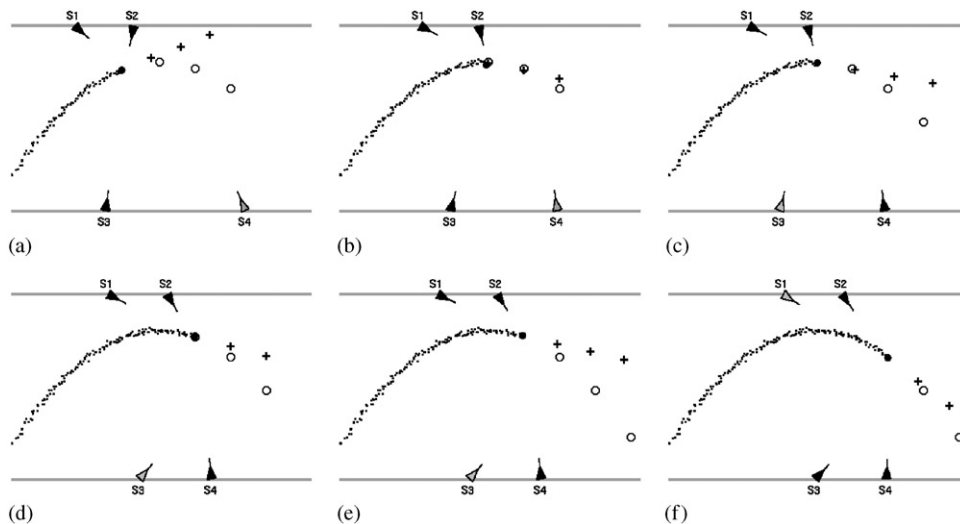 S1 S2
S3 S4
(a)
S1 S2
S3 S4
(b)
S1 S2
S3 S4
(c)
S1 S2
S3 S4
(d)
S1 S2
S3 S4
(e)
S1 S2
S3 S4
(f)